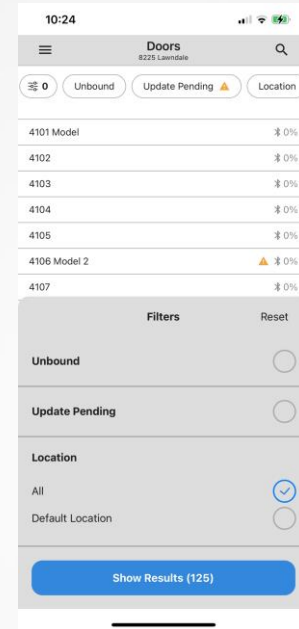 10:24
Doors
8225 Lawndale
0
Unbound
Update Pending
Location
4101 Model
0%
4102
0%
4103
0%
4104
0%
4105
0%
4106 Model 2
0%
4107
0%
Filters
Reset
Unbound
Update Pending
Location
All
Default Location
Show Results (125)